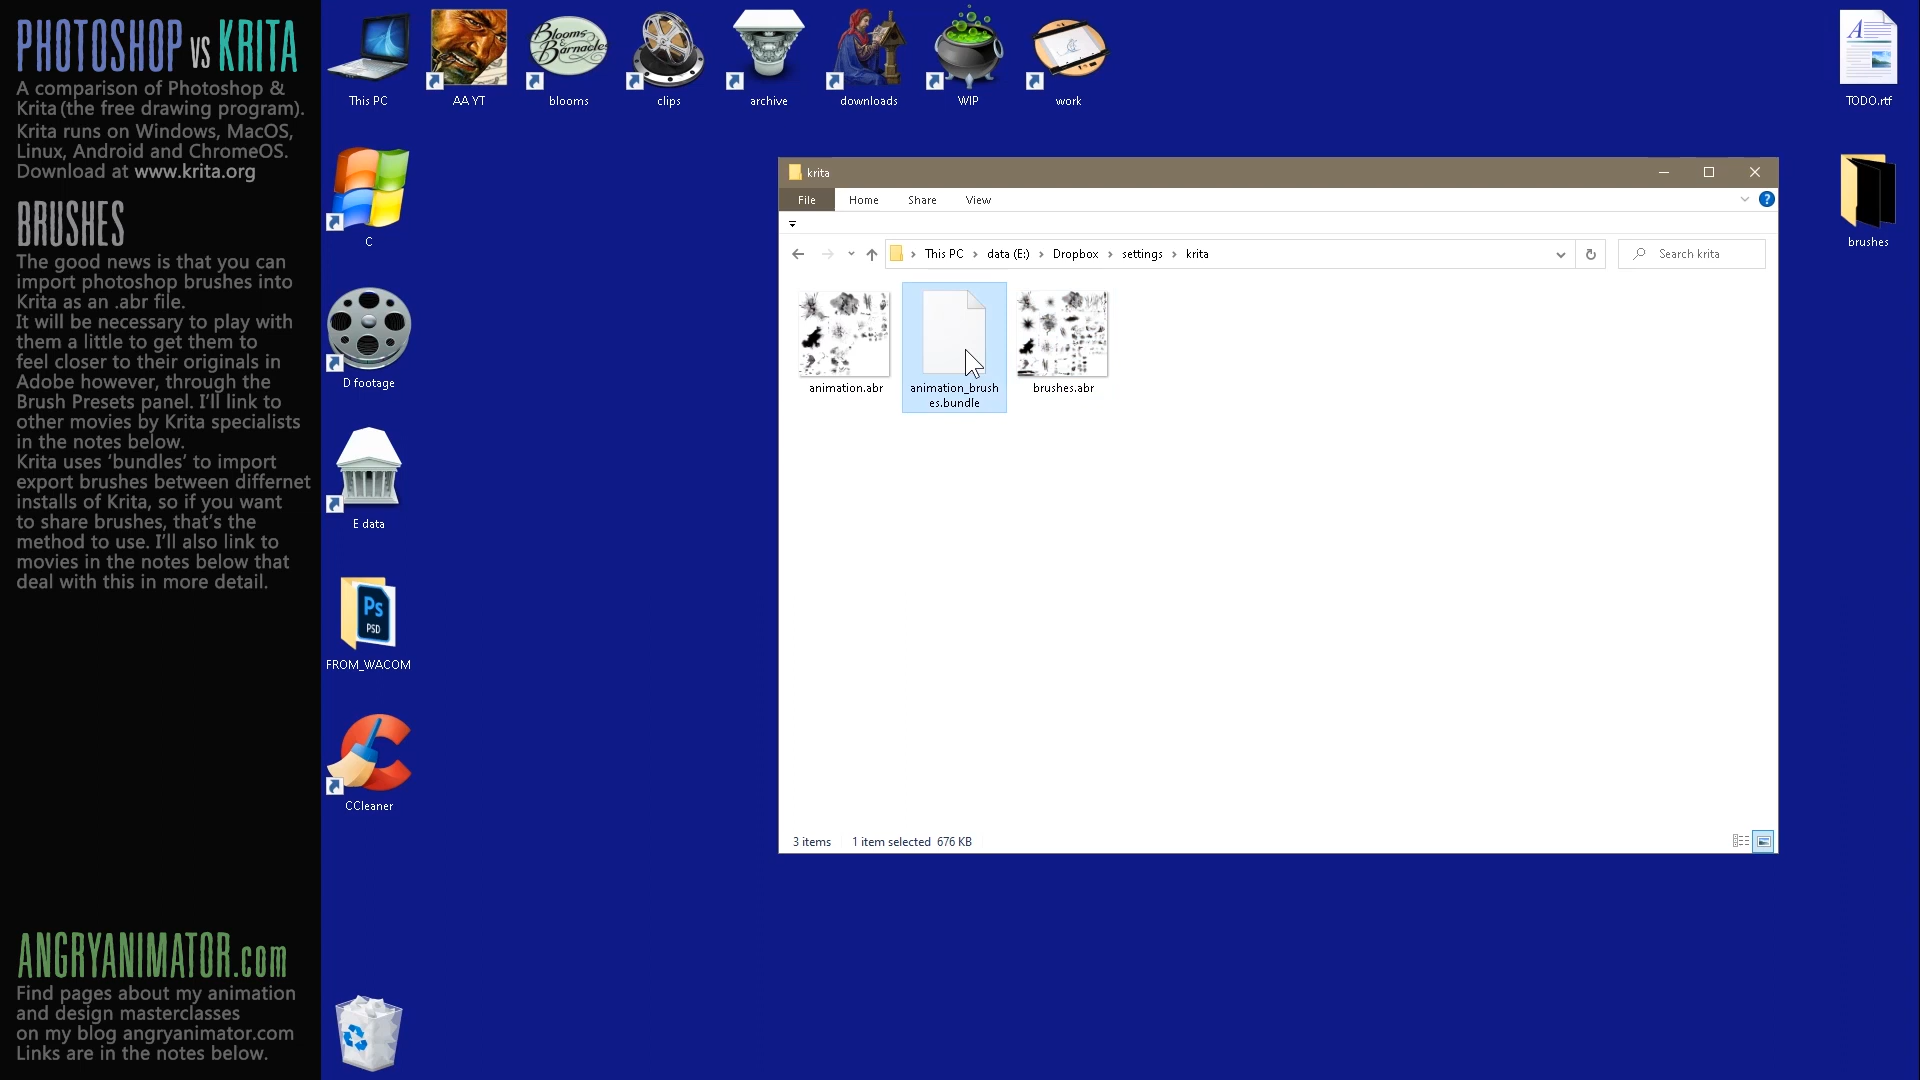 PHOTOSHOP vs KRITA
A comparison of Photoshop &
Krita (the free drawing program).
Krita runs on Windows, MacOS,
Linux, Android and ChromeOS.
Download at www.krita.org
BRUSHES
The good news is that you can
import photoshop brushes into
Krita as an .abr file.
It will be necessary to play with
them a little to get them to
feel closer to their originals in
Adobe however, through the
Brush Presets panel. I'll link to
other movies by Krita specialists
in the notes below.
Krita uses 'bundles' to import
export brushes between differnet
installs of Krita, so if you want
to share brushes, that's the
method to use. I'll also link to
movies in the notes below that
deal with this in more detail.
ANGRYANIMATOR.com
Find pages about my animation
and design masterclasses
on my blog angryanimator.com
Links are in the notes below.
This PC
AA YT
Blooms
& Barnacles
blooms
clips
archive
downloads
WIP
work
TODO.rtf
C
D footage
E data
Ps
PSD
FROM_WACOM
CCleaner
brushes
krita
File
Home
Share
View
?
This PC > data (E:) > Dropbox > settings > krita
Search krita
animation.abr
animation_brush
es.bundle
brushes.abr
3 items
1 item selected 676 KB